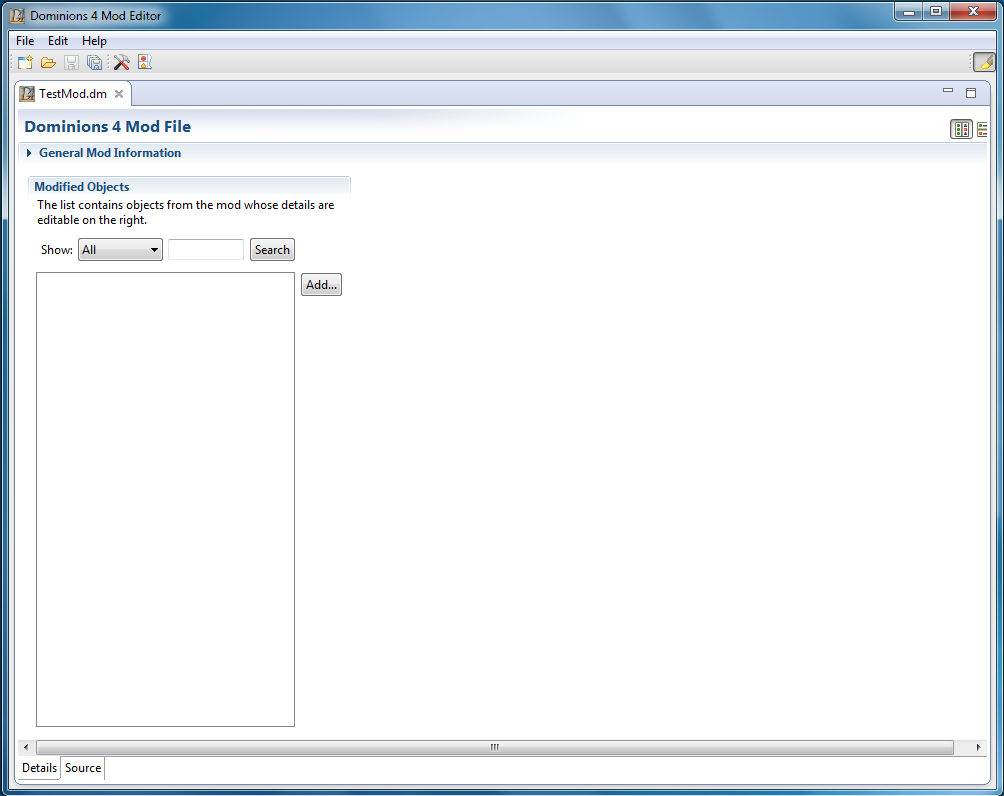 Dominions 4 Mod Editor
File Edit Help
TestMod.dm
Dominions 4 Mod File
General Mod Information
Modified Objects
The list contains objects from the mod whose details are
editable on the right.
Show: All Search
Add...
Details Source